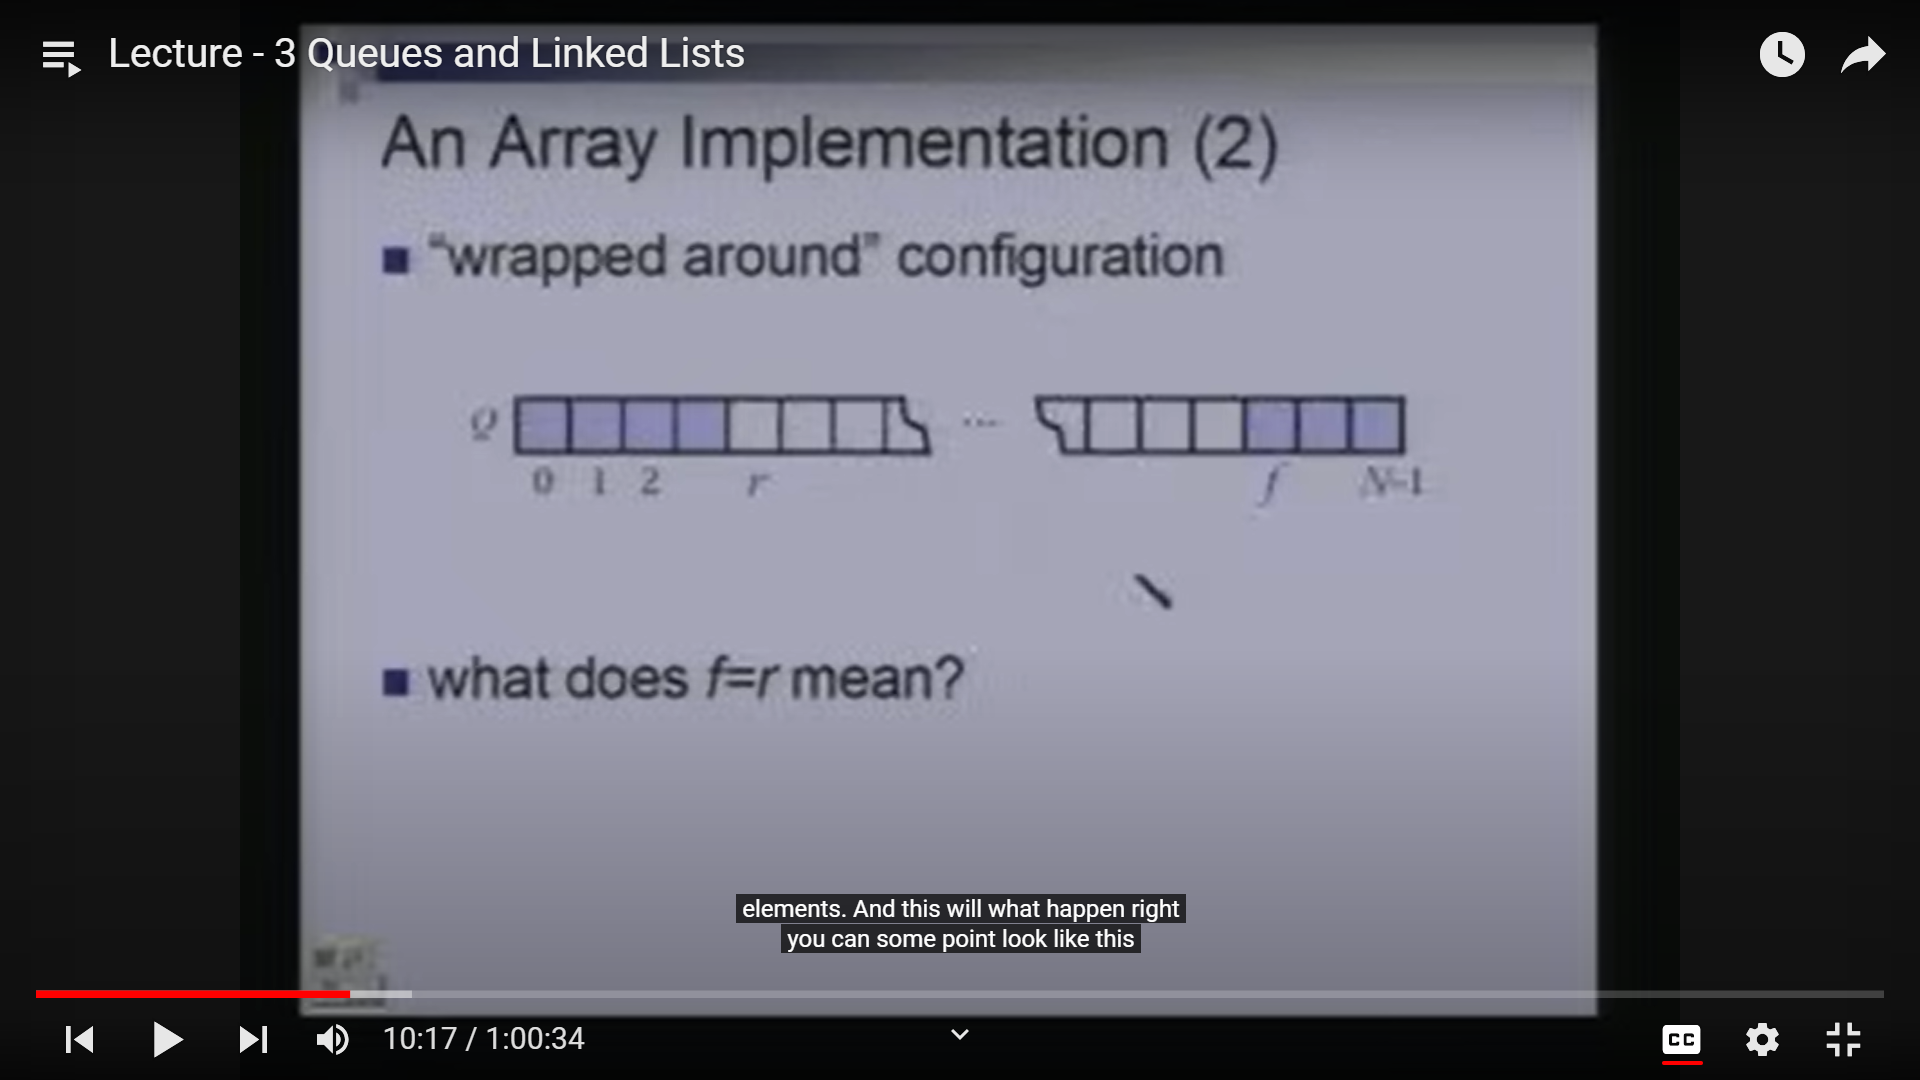 Lecture - 3 Queues and Linked Lists
An Array Implementation (2)
"wrapped around" configuration
Q ...
0 1 2 r f N-1
what does f=r mean?
elements. And this will what happen right
you can some point look like this
10:17 / 1:00:34
CC